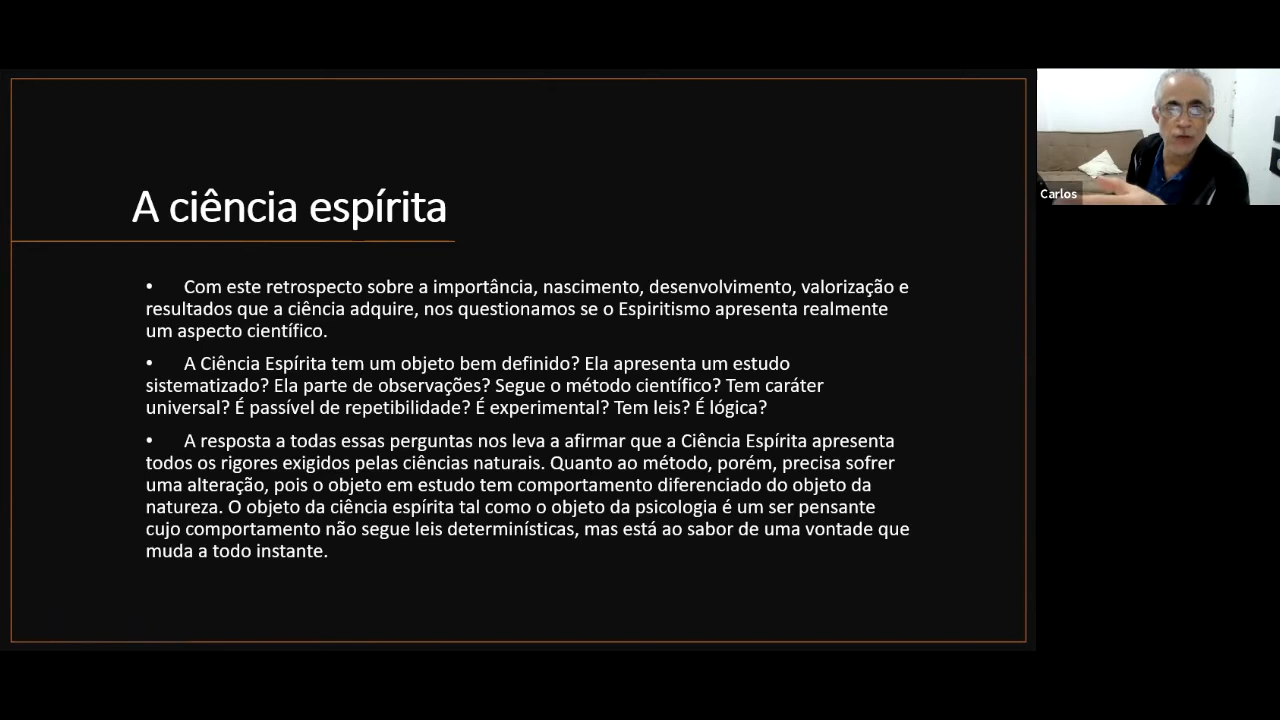 A ciência espírita
• Com este retrospecto sobre a importância, nascimento, desenvolvimento, valorização e
resultados que a ciência adquire, nos questionamos se o Espiritismo apresenta realmente
um aspecto científico.
• A Ciência Espírita tem um objeto bem definido? Ela apresenta um estudo
sistematizado? Ela parte de observações? Segue o método científico? Tem caráter
universal? É passível de repetibilidade? É experimental? Tem leis? É lógica?
• A resposta a todas essas perguntas nos leva a afirmar que a Ciência Espírita apresenta
todos os rigores exigidos pelas ciências naturais. Quanto ao método, porém, precisa sofrer
uma alteração, pois o objeto em estudo tem comportamento diferenciado do objeto da
natureza. O objeto da ciência espírita tal como o objeto da psicologia é um ser pensante
cujo comportamento não segue leis determinísticas, mas está ao sabor de uma vontade que
muda a todo instante.
Carlos